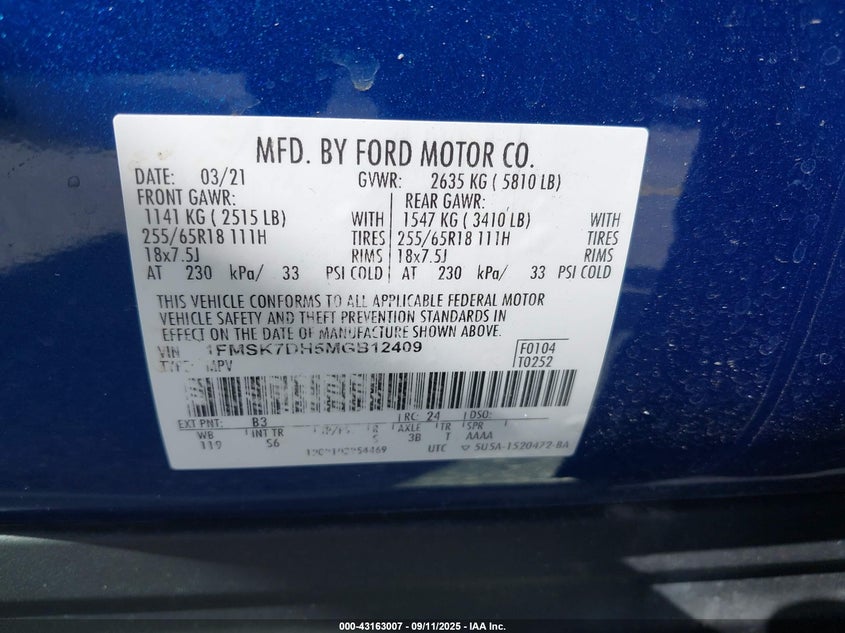 MFD. BY FORD MOTOR CO.
DATE: 03/21 GVWR: 2635 KG ( 5810 LB)
FRONT GAWR: REAR GAWR:
1141 KG ( 2515 LB) WITH 1547 KG ( 3410 LB) WITH
255/65R18 111H TIRES 255/65R18 111H TIRES
18x7.5J RIMS 18x7.5J RIMS
AT 230 kPa/ 33 PSI COLD AT 230 kPa/ 33 PSI COLD
THIS VEHICLE CONFORMS TO ALL APPLICABLE FEDERAL MOTOR
VEHICLE SAFETY AND THEFT PREVENTION STANDARDS IN
EFFECT ON THE DATE OF MANUFACTURE SHOWN ABOVE.
VIN 1FMSK7DH5MGB12409 F0104
TYPE: MPV T0252
EXT PNT: B3 RC: 24 DSO:
WB INT TR R AXLE TR SPR
119 S6 S 3B T AAAA
UTC 5U5A-1520472-BA
000-43163007 - 09/11/2025 - IAA Inc.